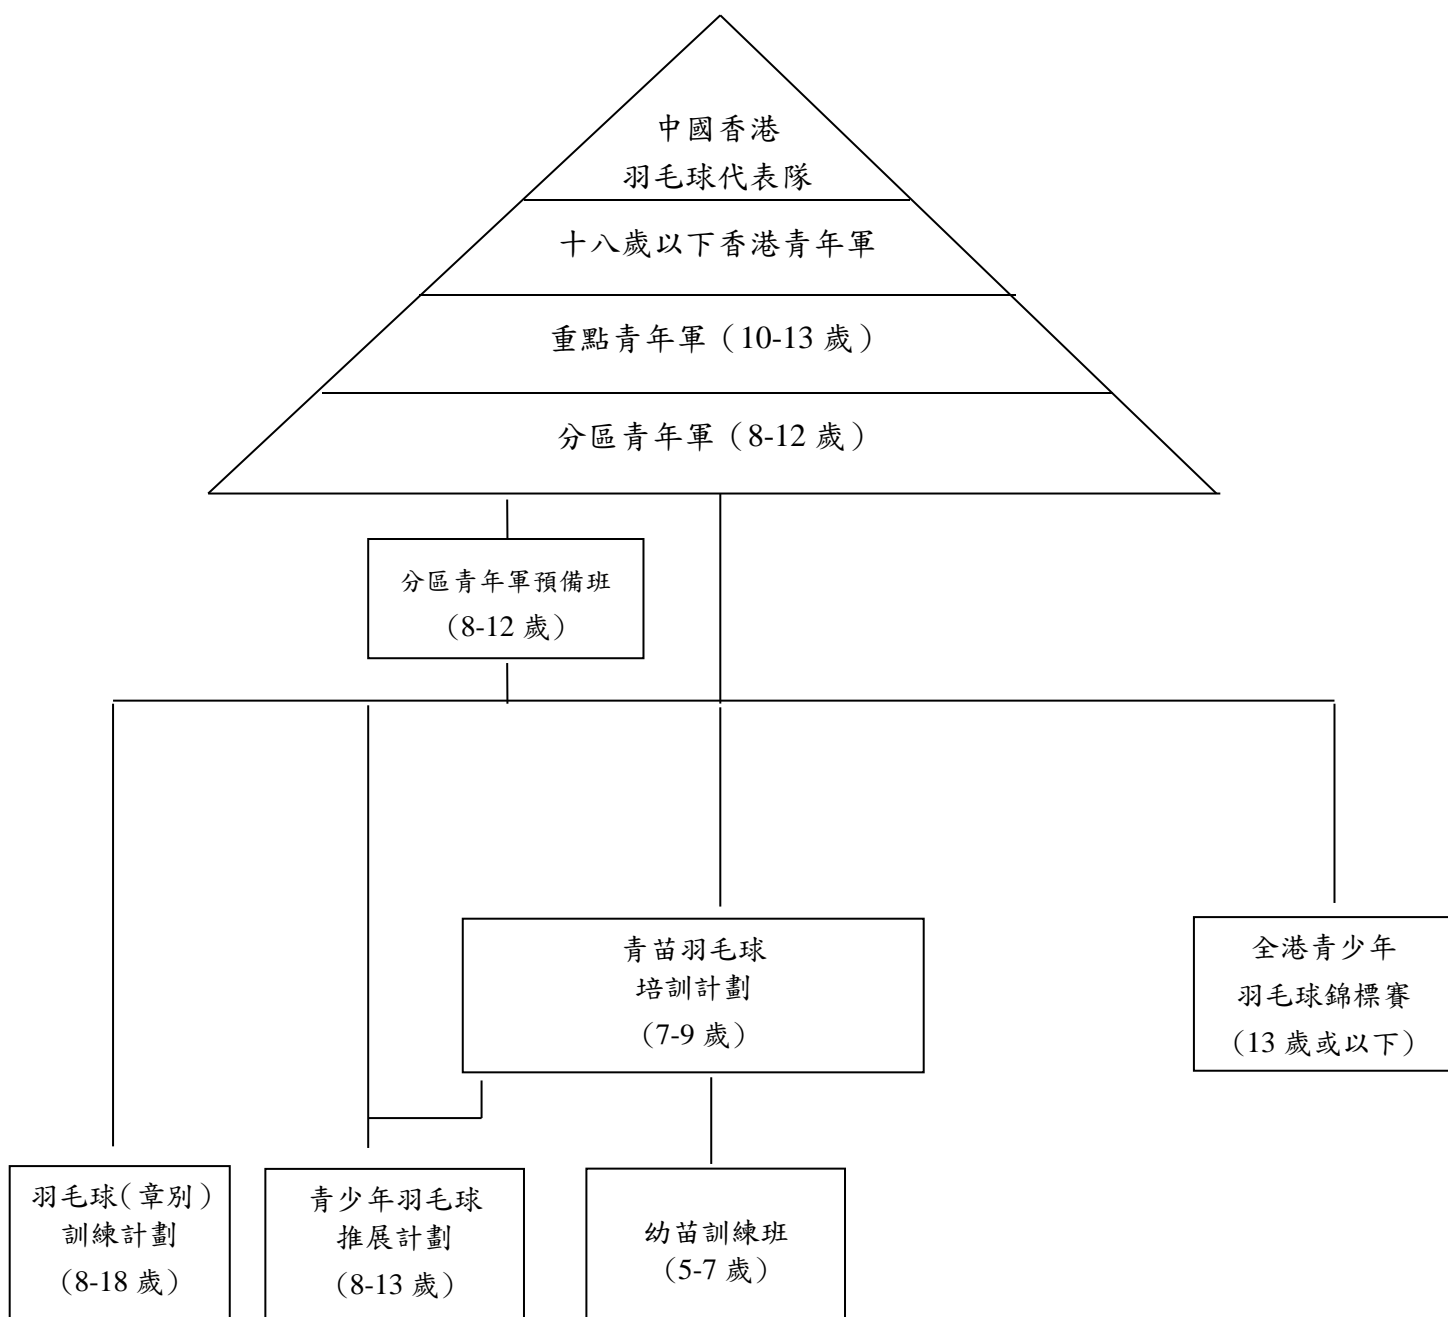 中國香港
羽毛球代表隊
十八歲以下香港青年軍
重點青年軍（10-13 歲）
分區青年軍（8-12 歲）
分區青年軍預備班
（8-12 歲）
青苗羽毛球
培訓計劃
（7-9 歲）
全港青少年
羽毛球錦標賽
（13 歲或以下）
羽毛球（章別）
訓練計劃
（8-18 歲）
青少年羽毛球
推展計劃
（8-13 歲）
幼苗訓練班
（5-7 歲）